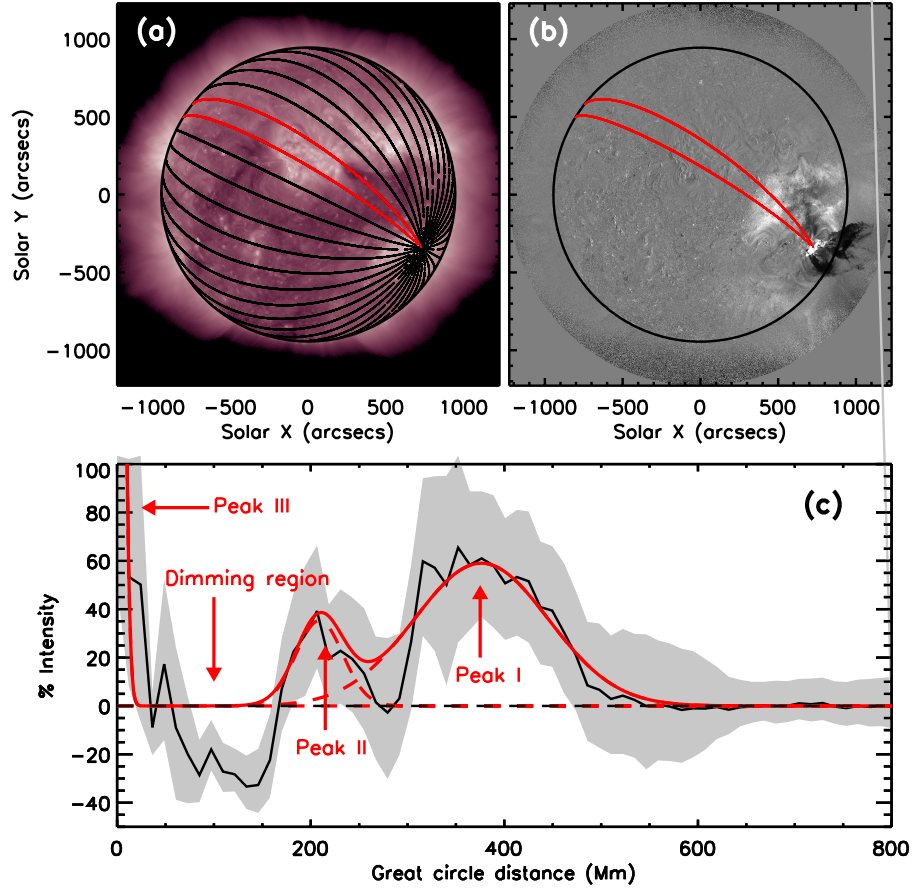 (a)
(b)
1000
500
0
−500
−1000
Solar Y (arcsecs)
−1000 −500 0 500 1000
−1000 −500 0 500 1000
Solar X (arcsecs)
Solar X (arcsecs)
(c)
100
80
60
40
20
0
−20
−40
% Intensity
Peak III
Dimming region
Peak I
Peak II
0 200 400 600 800
Great circle distance (Mm)